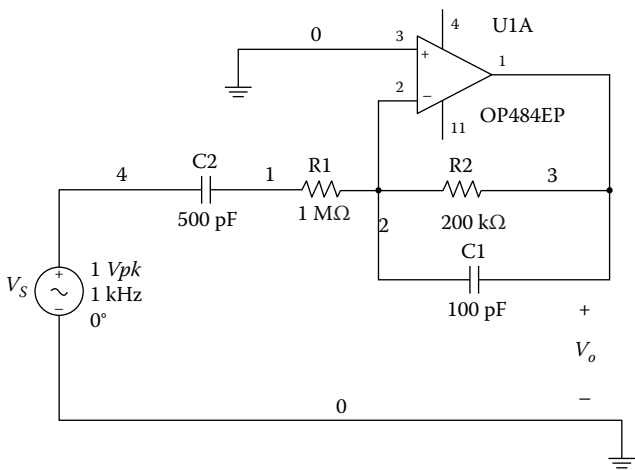 4
U1A
0
3
+
1
2
−
OP484EP
11
C2
4
1
R1
R2
3
500 pF
1 MΩ
2
200 kΩ
C1
100 pF
V_S
+
−
1 Vpk
1 kHz
0°
+
V_o
−
0